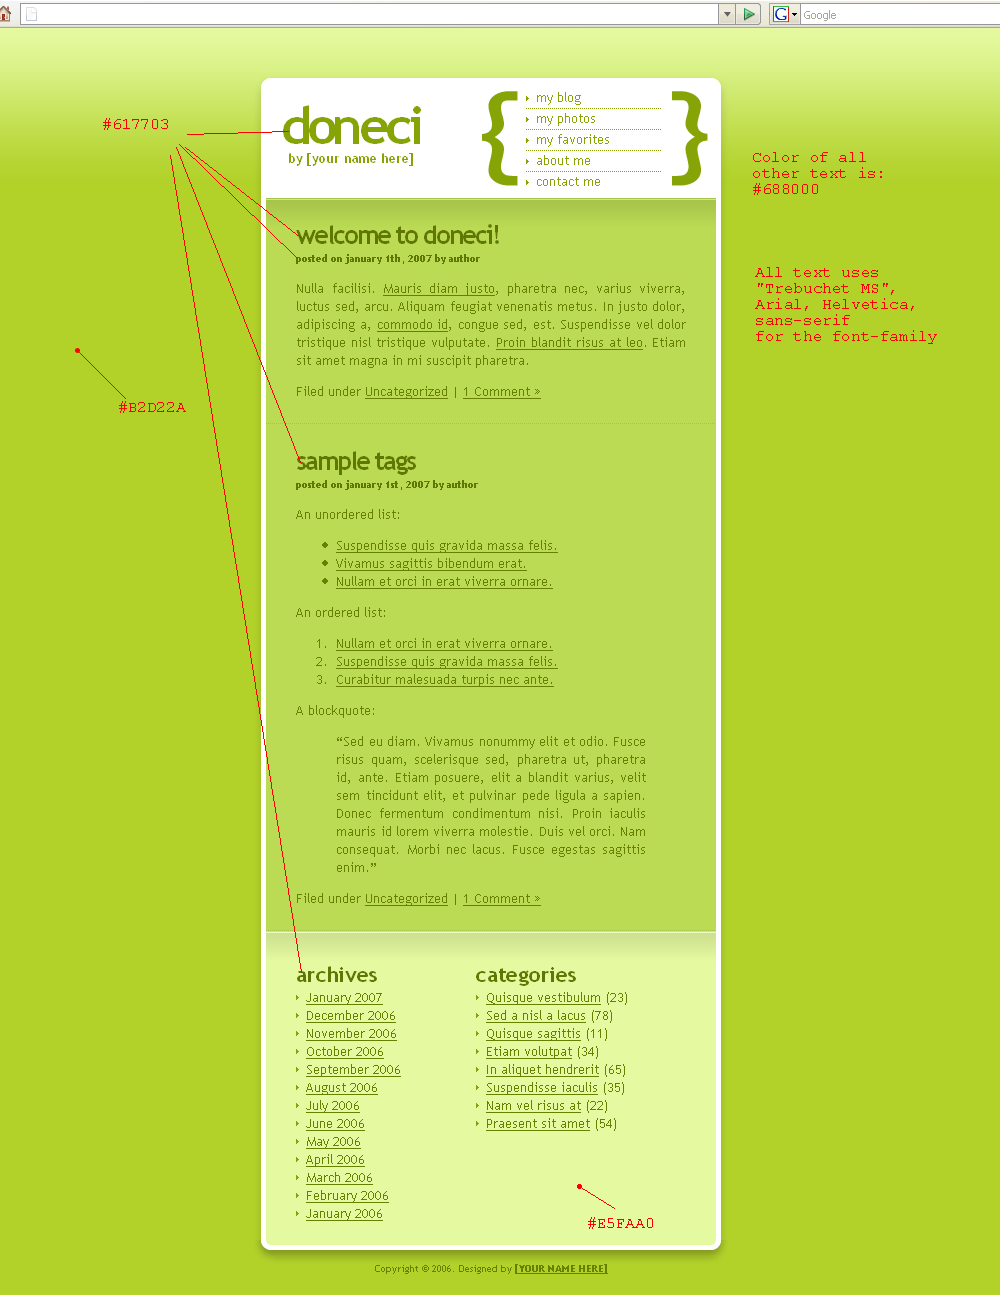 Google
#617703
doneci
by [your name here]
my blog
my photos
my favorites
about me
contact me
Color of all
other text is:
#688000
welcome to doneci!
posted on january 11th, 2007 by author
Nulla facilisi. Mauris diam justo, pharetra nec, varius viverra,
luctus sed, arcu. Aliquam feugiat venenatis metus. In justo dolor,
adipiscing a, commodo id, congue sed, est. Suspendisse vel dolor
tristique nisl tristique vulputate. Proin blandit risus at leo. Etiam
sit amet magna in mi suscipit pharetra.
Filed under Uncategorized | 1 Comment »
All text uses
"Trebuchet MS",
Arial, Helvetica,
sans-serif
for the font-family
#B2D22A
sample tags
posted on january 1st, 2007 by author
An unordered list:
Suspendisse quis gravida massa felis.
Vivamus sagittis bibendum erat.
Nullam et orci in erat viverra ornare.
An ordered list:
1. Nullam et orci in erat viverra ornare.
2. Suspendisse quis gravida massa felis.
3. Curabitur malesuada turpis nec ante.
A blockquote:
“Sed eu diam. Vivamus nonummy elit et odio. Fusce
risus quam, scelerisque sed, pharetra ut, pharetra
id, ante. Etiam posuere, elit a blandit varius, velit
sem tincidunt elit, et pulvinar pede ligula a sapien.
Donec fermentum condimentum nisi. Proin iaculis
mauris id lorem viverra molestie. Duis vel orci. Nam
consequat. Morbi nec lacus. Fusce egestas sagittis
enim.”
Filed under Uncategorized | 1 Comment »
archives
January 2007
December 2006
November 2006
October 2006
September 2006
August 2006
July 2006
June 2006
May 2006
April 2006
March 2006
February 2006
January 2006
categories
Quisque vestibulum (23)
Sed a nisl a lacus (78)
Quisque sagittis (11)
Etiam volutpat (34)
In aliquet hendrerit (65)
Suspendisse iaculis (35)
Nam vel risus at (22)
Praesent sit amet (54)
#E5FAA0
Copyright © 2006. Designed by [YOUR NAME HERE]